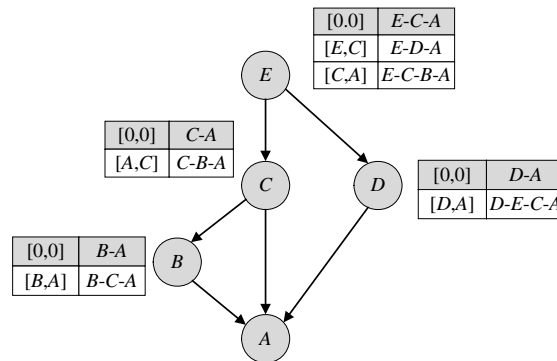 [0.0] E-C-A
[E,C] E-D-A
[C,A] E-C-B-A
E
[0,0] C-A
[A,C] C-B-A
C
D
[0,0] D-A
[D,A] D-E-C-A
[0,0] B-A
[B,A] B-C-A
B
A